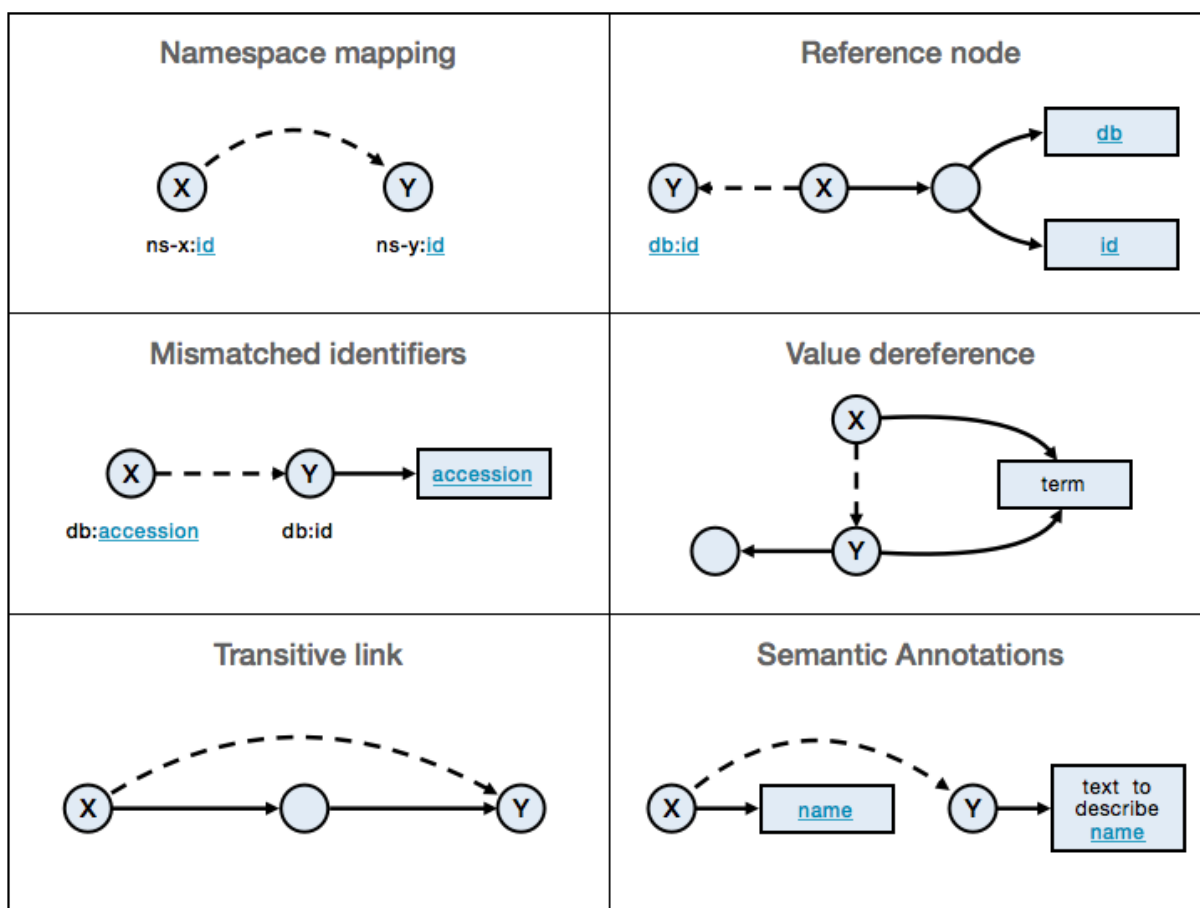 Namespace mapping
X
Y
ns-x:id
ns-y:id
Reference node
db
Y
X
db:id
id
Mismatched identifiers
X
Y
accession
db:accession
db:id
Value dereference
X
term
Y
Transitive link
X
Y
Semantic Annotations
X
name
Y
text to
describe
name